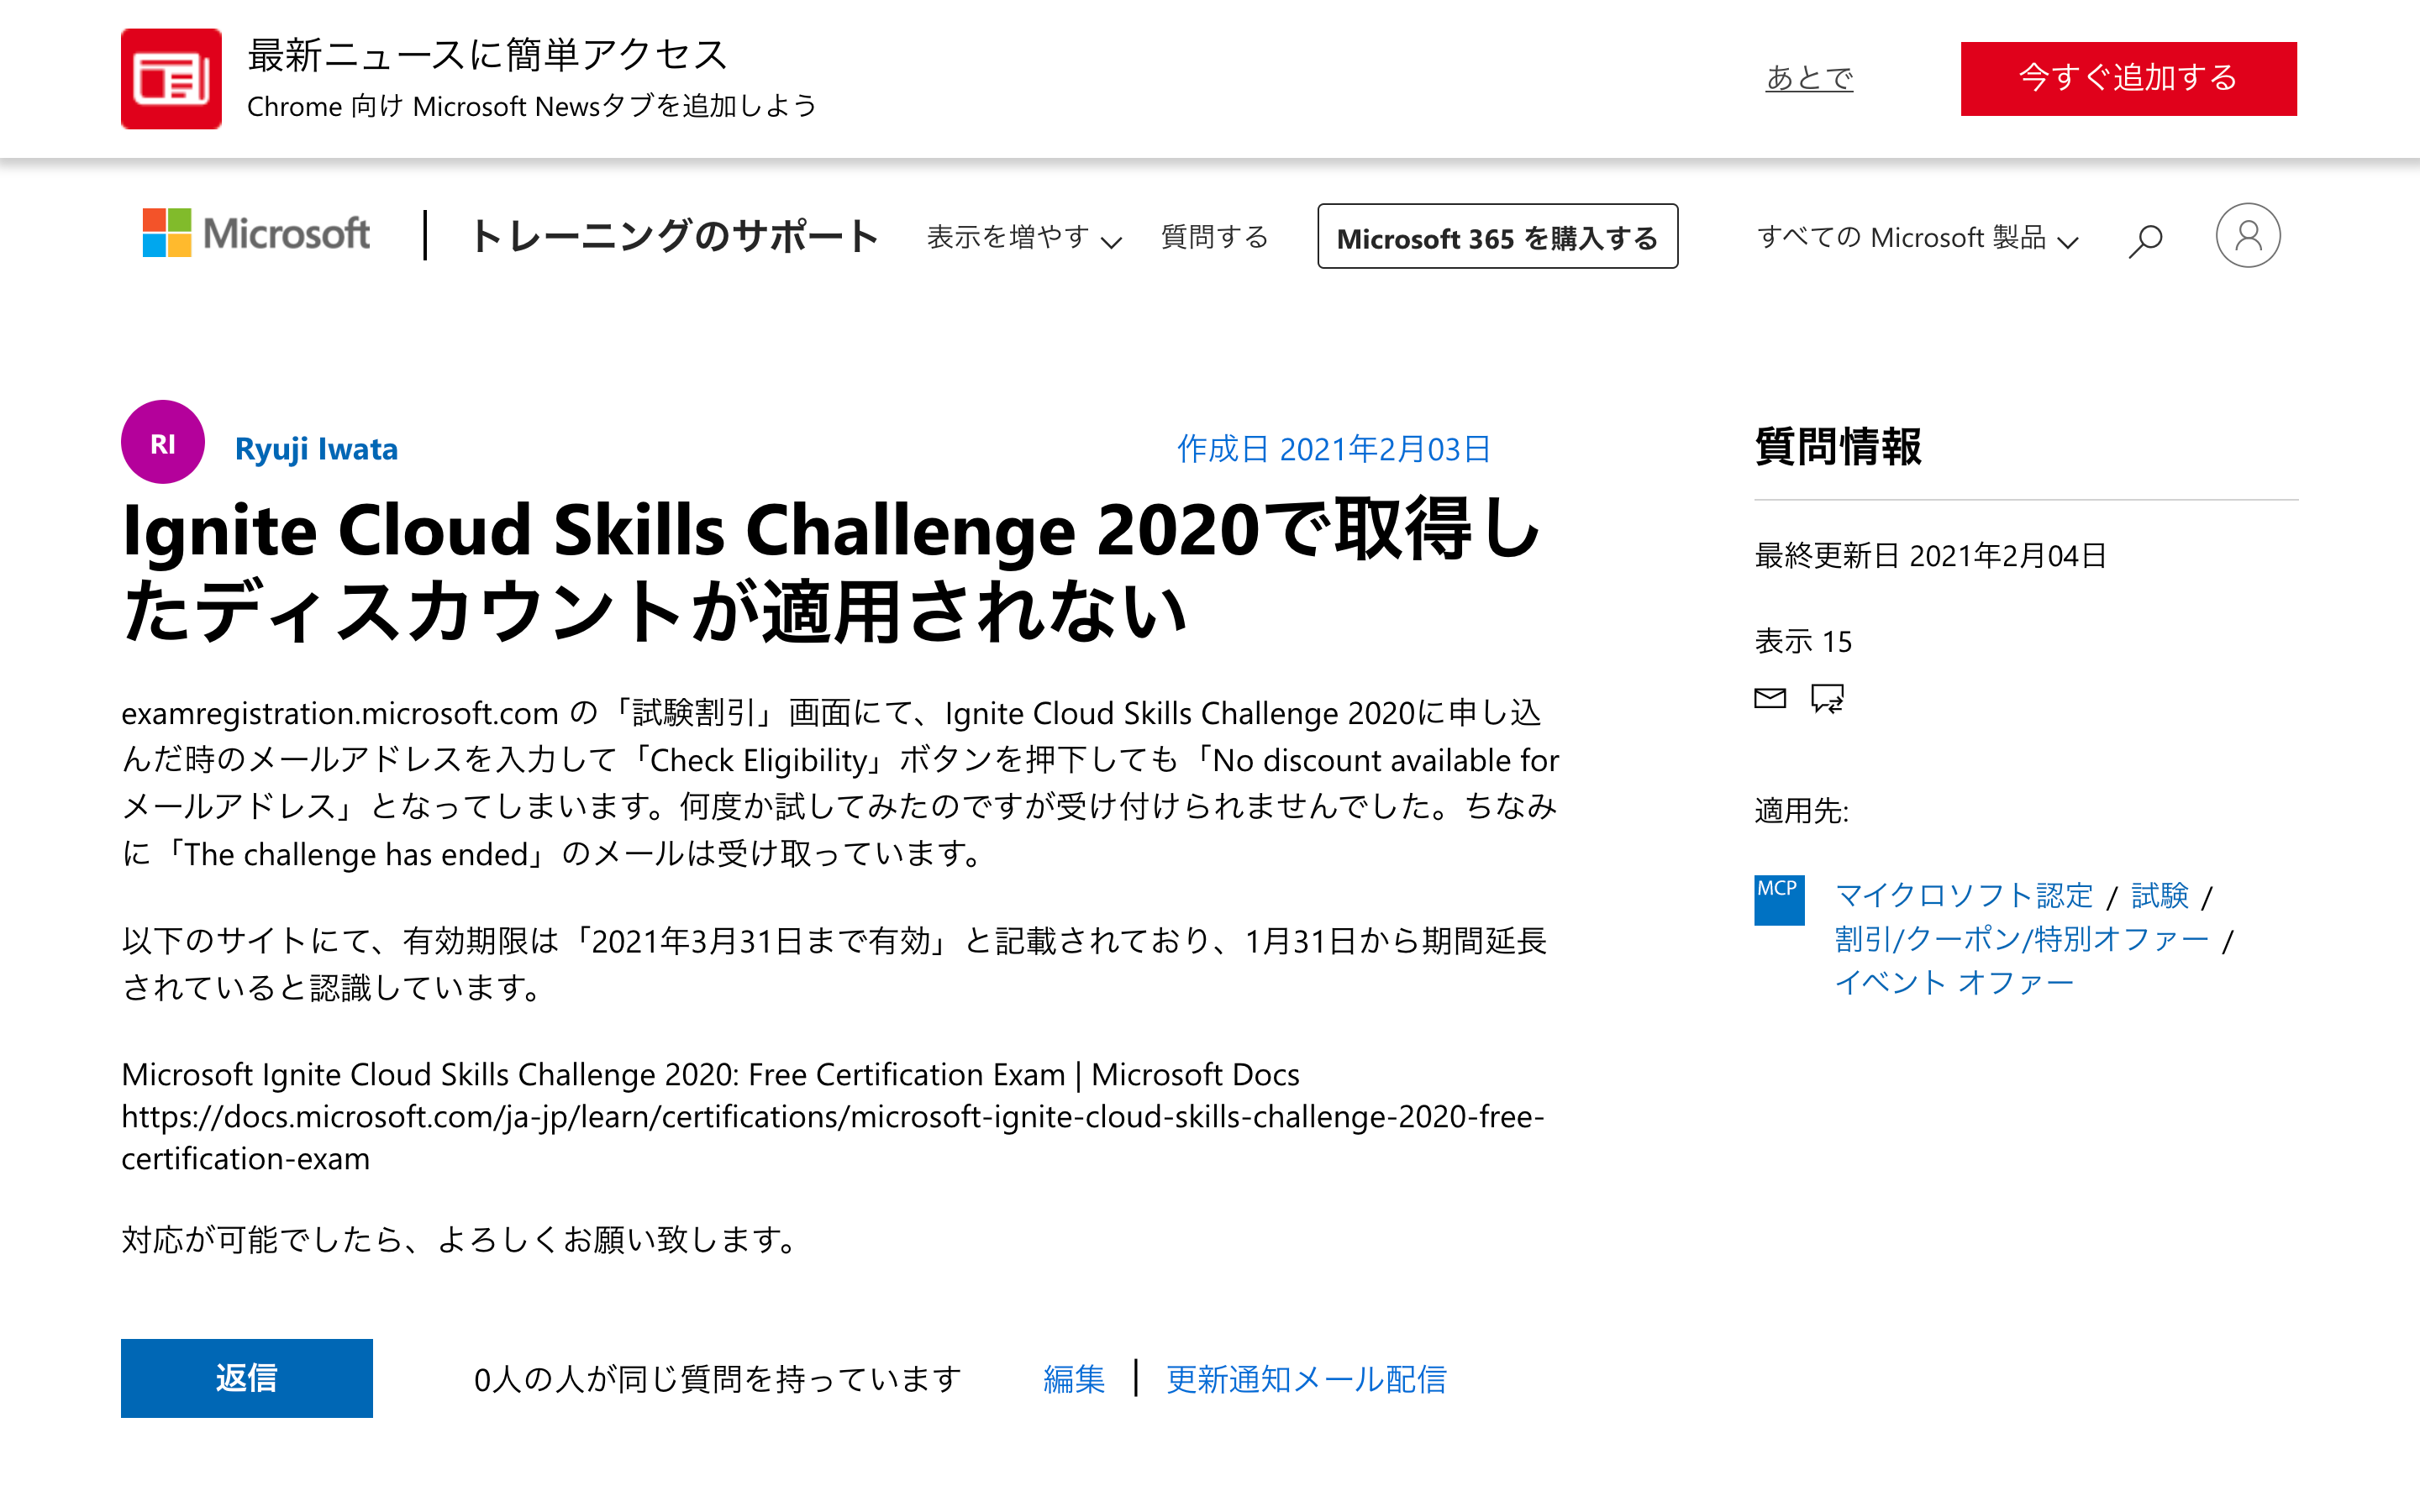 最新ニュースに簡単アクセス
Chrome 向け Microsoft Newsタブを追加しよう
あとで
今すぐ追加する
Microsoft
トレーニングのサポート
表示を増やす
質問する
Microsoft 365 を購入する
すべての Microsoft 製品
RI
Ryuji Iwata
作成日 2021年2月03日
Ignite Cloud Skills Challenge 2020で取得し
たディスカウントが適用されない
examregistration.microsoft.com の「試験割引」画面にて、Ignite Cloud Skills Challenge 2020に申し込
んだ時のメールアドレスを入力して「Check Eligibility」ボタンを押下しても「No discount available for
メールアドレス」となってしまいます。何度か試してみたのですが受け付けられませんでした。ちなみ
に「The challenge has ended」のメールは受け取っています。
以下のサイトにて、有効期限は「2021年3月31日まで有効」と記載されており、1月31日から期間延長
されていると認識しています。
Microsoft Ignite Cloud Skills Challenge 2020: Free Certification Exam | Microsoft Docs
https://docs.microsoft.com/ja-jp/learn/certifications/microsoft-ignite-cloud-skills-challenge-2020-free-
certification-exam
対応が可能でしたら、よろしくお願い致します。
返信
0人の人が同じ質問を持っています
編集 | 更新通知メール配信
質問情報
最終更新日 2021年2月04日
表示 15
適用先:
MCP
マイクロソフト認定 / 試験 /
割引/クーポン/特別オファー /
イベント オファー